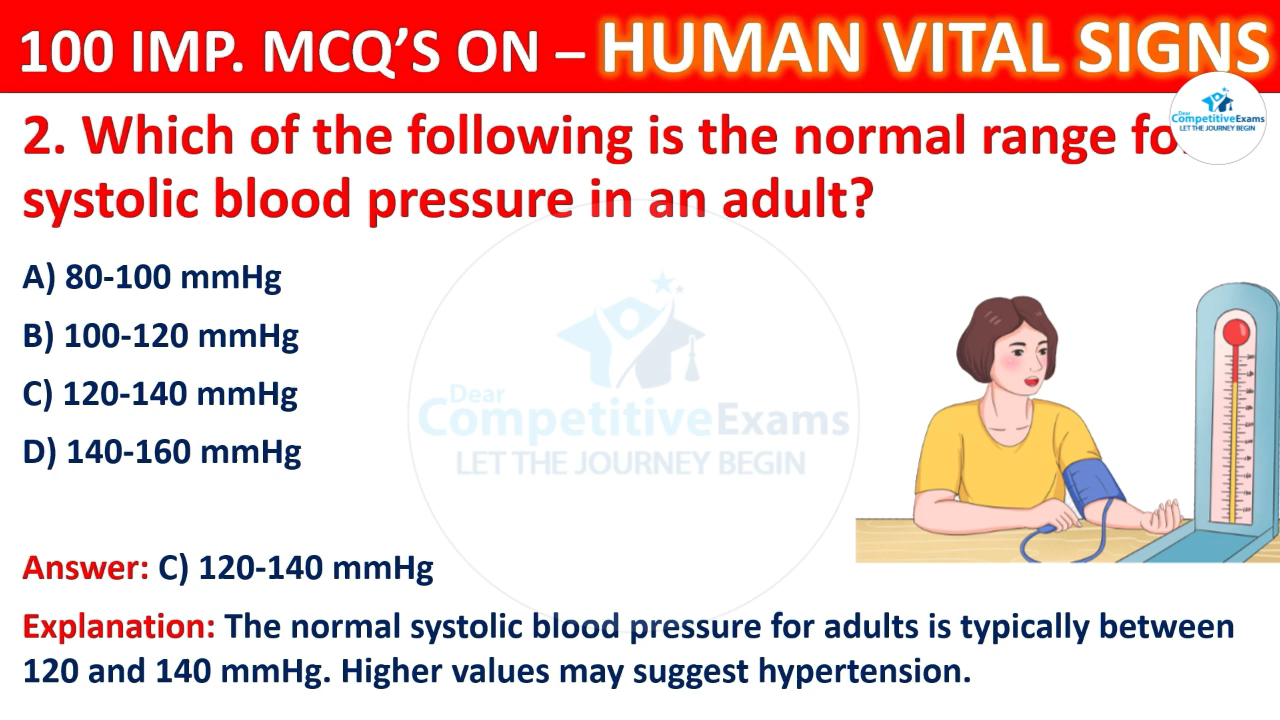 100 IMP. MCQ’S ON – HUMAN VITAL SIGNS
Dear
CompetitiveExams
LET THE JOURNEY BEGIN
2. Which of the following is the normal range
systolic blood pressure in an adult?
A) 80-100 mmHg
B) 100-120 mmHg
C) 120-140 mmHg
D) 140-160 mmHg
Dear
CompetitiveExams
LET THE JOURNEY BEGIN
Answer: C) 120-140 mmHg
Explanation: The normal systolic blood pressure for adults is typically between
120 and 140 mmHg. Higher values may suggest hypertension.